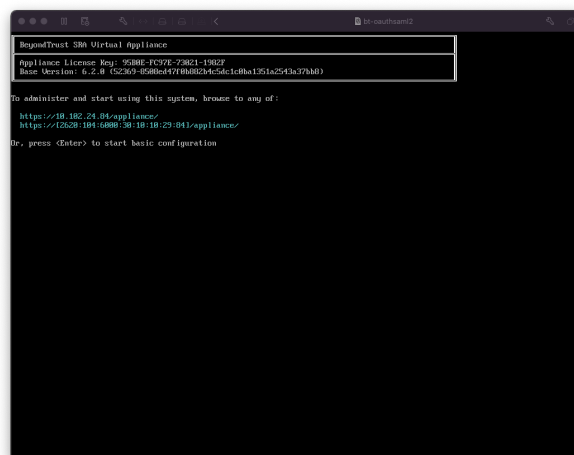 bt-oauthsaml2
BeyondTrust SRA Virtual Appliance
Appliance License Key: 95B0E-FC97E-73021-1982F
Base Version: 6.2.0 (52369-8508ed47f0b882b4c5dc1c0ba1351a2543a37bb8)
To administer and start using this system, browse to any of:
https://10.102.24.84/appliance/
https://[2620:104:6000:30:10:10:29:84]/appliance/
Or, press <Enter> to start basic configuration